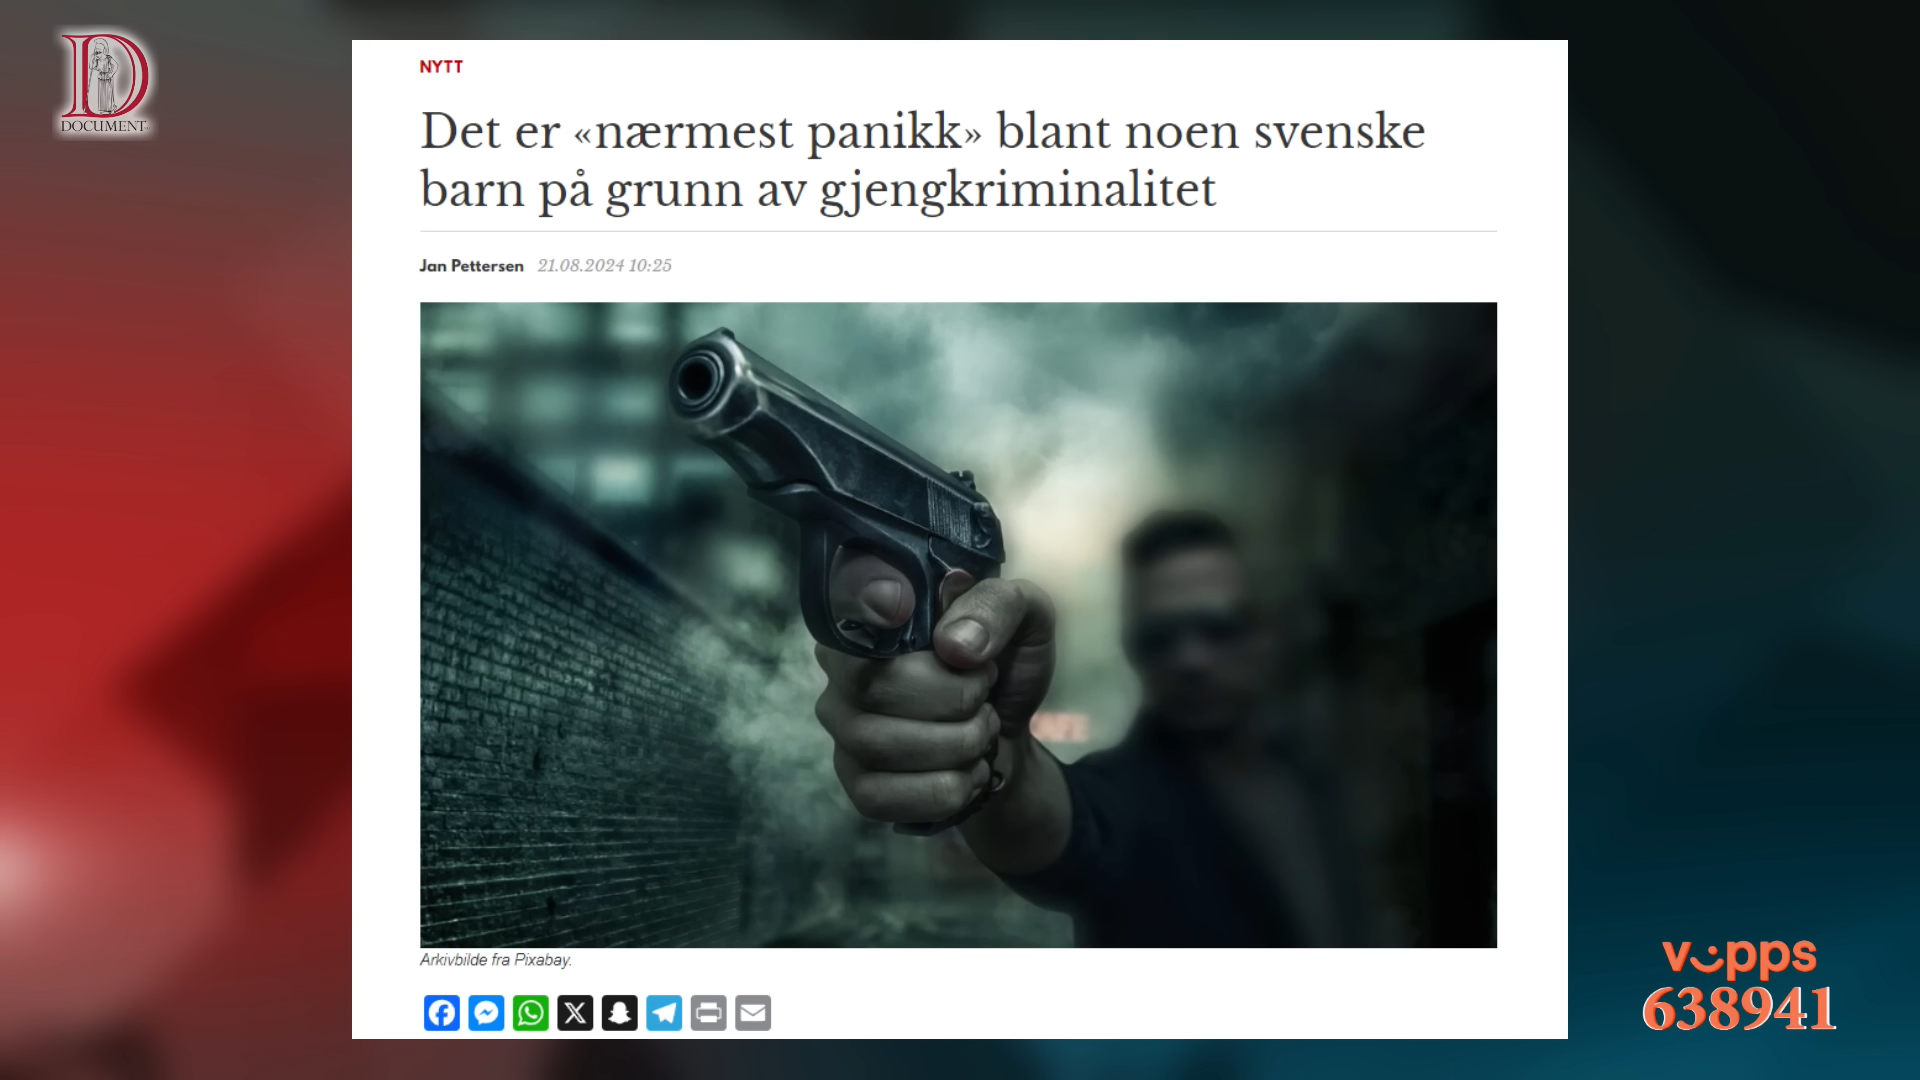 D
DOCUMENT
NYTT
Det er «nærmest panikk» blant noen svenske
barn på grunn av gjengkriminalitet
Jan Pettersen 21.08.2024 10:25
Arkivbilde fra Pixabay.
vipps
638941